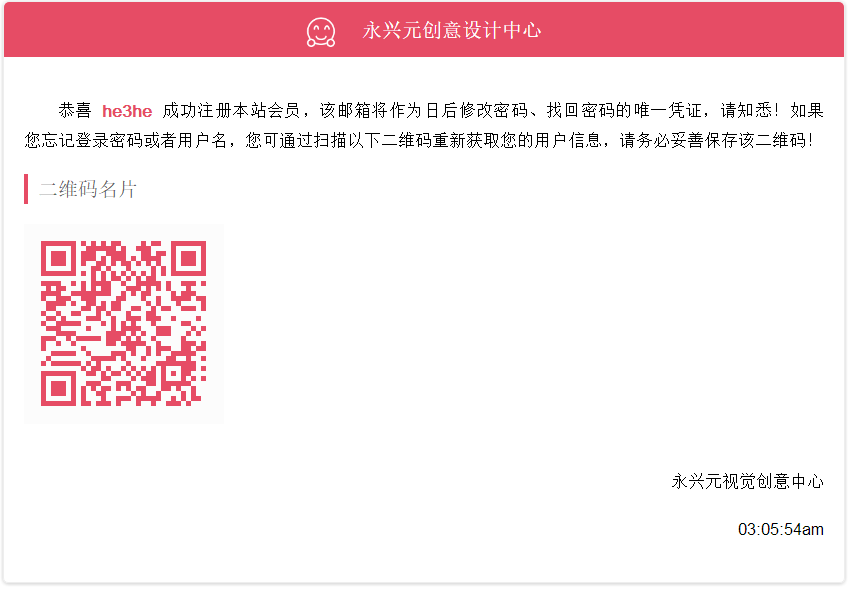 永兴元创意设计中心
恭喜 he3he 成功注册本站会员，该邮箱将作为日后修改密码、找回密码的唯一凭证，请知悉！如果
您忘记登录密码或者用户名，您可通过扫描以下二维码重新获取您的用户信息，请务必妥善保存该二维码！
二维码名片
永兴元视觉创意中心
03:05:54am